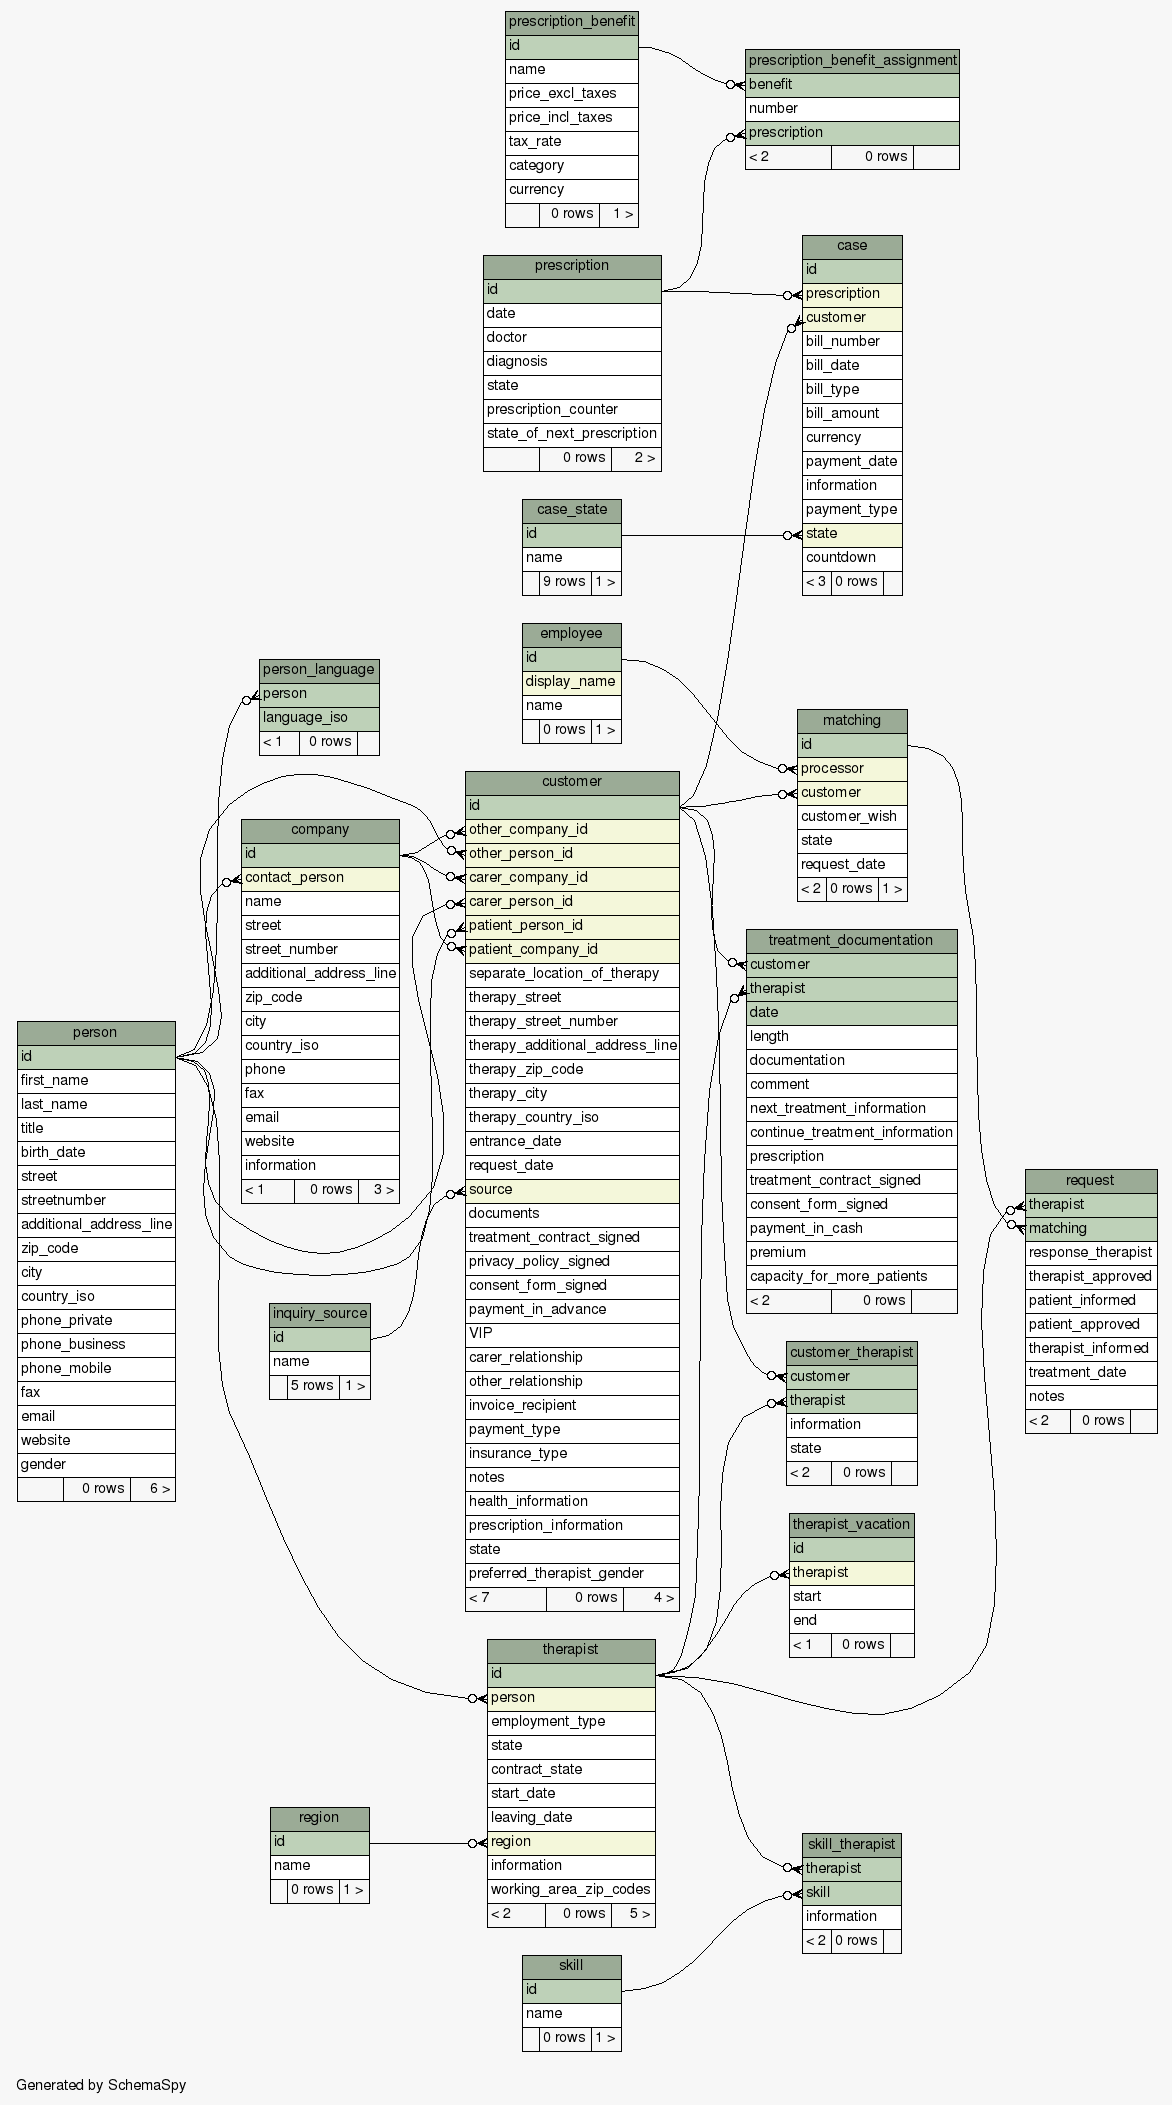 prescription_benefit
id
name
price_excl_taxes
price_incl_taxes
tax_rate
category
currency
0 rows 1 >
prescription_benefit_assignment
benefit
number
prescription
< 2 0 rows
prescription
id
date
doctor
diagnosis
state
prescription_counter
state_of_next_prescription
0 rows 2 >
case
id
prescription
customer
bill_number
bill_date
bill_type
bill_amount
currency
payment_date
information
payment_type
state
countdown
< 3 0 rows
case_state
id
name
9 rows 1 >
employee
id
display_name
name
0 rows 1 >
person_language
person
language_iso
< 1 0 rows
matching
id
processor
customer
customer_wish
state
request_date
< 2 0 rows 1 >
customer
id
other_company_id
other_person_id
carer_company_id
carer_person_id
patient_person_id
patient_company_id
separate_location_of_therapy
therapy_street
therapy_street_number
therapy_additional_address_line
therapy_zip_code
therapy_city
therapy_country_iso
entrance_date
request_date
source
documents
treatment_contract_signed
privacy_policy_signed
consent_form_signed
payment_in_advance
VIP
carer_relationship
other_relationship
invoice_recipient
payment_type
insurance_type
notes
health_information
prescription_information
state
preferred_therapist_gender
< 7 0 rows 4 >
company
id
contact_person
name
street
street_number
additional_address_line
zip_code
city
country_iso
phone
fax
email
website
information
< 1 0 rows 3 >
treatment_documentation
customer
therapist
date
length
documentation
comment
next_treatment_information
continue_treatment_information
prescription
treatment_contract_signed
consent_form_signed
payment_in_cash
premium
capacity_for_more_patients
< 2 0 rows
person
id
first_name
last_name
title
birth_date
street
streetnumber
additional_address_line
zip_code
city
country_iso
phone_private
phone_business
phone_mobile
fax
email
website
gender
0 rows 6 >
request
therapist
matching
response_therapist
therapist_approved
patient_informed
patient_approved
therapist_informed
treatment_date
notes
< 2 0 rows
inquiry_source
id
name
5 rows 1 >
customer_therapist
customer
therapist
information
state
< 2 0 rows
therapist_vacation
id
therapist
start
end
< 1 0 rows
therapist
id
person
employment_type
state
contract_state
start_date
leaving_date
region
information
working_area_zip_codes
< 2 0 rows 5 >
region
id
name
0 rows 1 >
skill_therapist
therapist
skill
information
< 2 0 rows
skill
id
name
0 rows 1 >
Generated by SchemaSpy